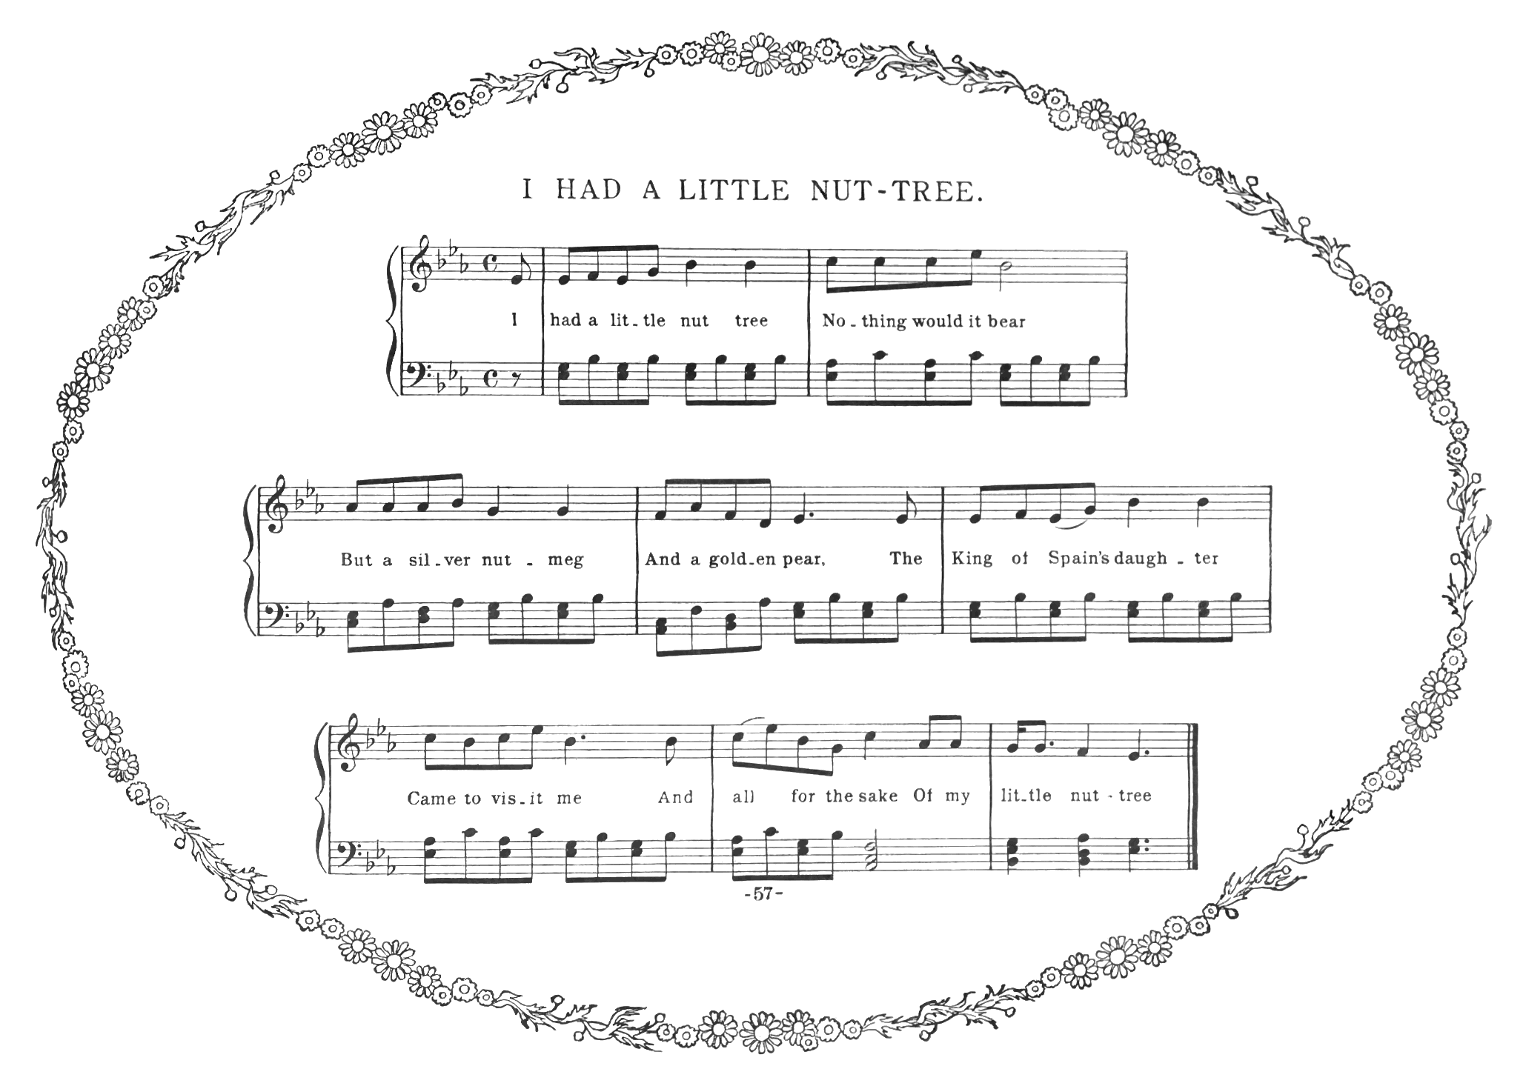 I HAD A LITTLE NUT-TREE.
I had a lit-tle nut tree No-thing would it bear
But a sil-ver nut-meg And a gold-en pear, The King of Spain's daugh-ter
Came to vis-it me And all for the sake Of my lit-tle nut-tree
-57-